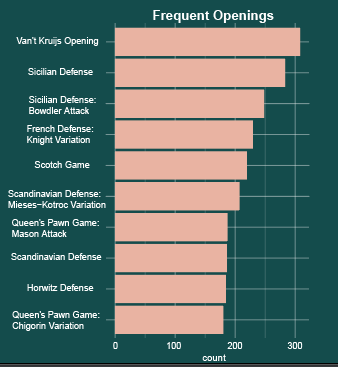 Frequent Openings
Van't Kruijs Opening
Sicilian Defense
Sicilian Defense:
Bowdler Attack
French Defense:
Knight Variation
Scotch Game
Scandinavian Defense:
Mieses−Kotroc Variation
Queen's Pawn Game:
Mason Attack
Scandinavian Defense
Horwitz Defense
Queen's Pawn Game:
Chigorin Variation
0 100 200 300
count